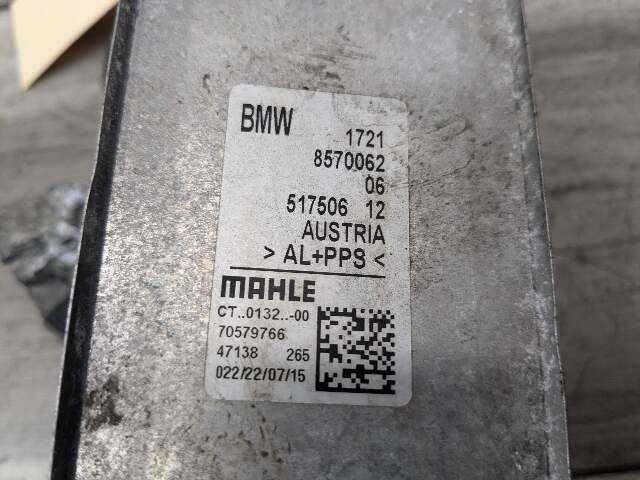 BMW 1721
8570062
06
517506 12
AUSTRIA
> AL+PPS <
MAHLE
CT..0132..-00
70579766
47138 265
022/22/07/15